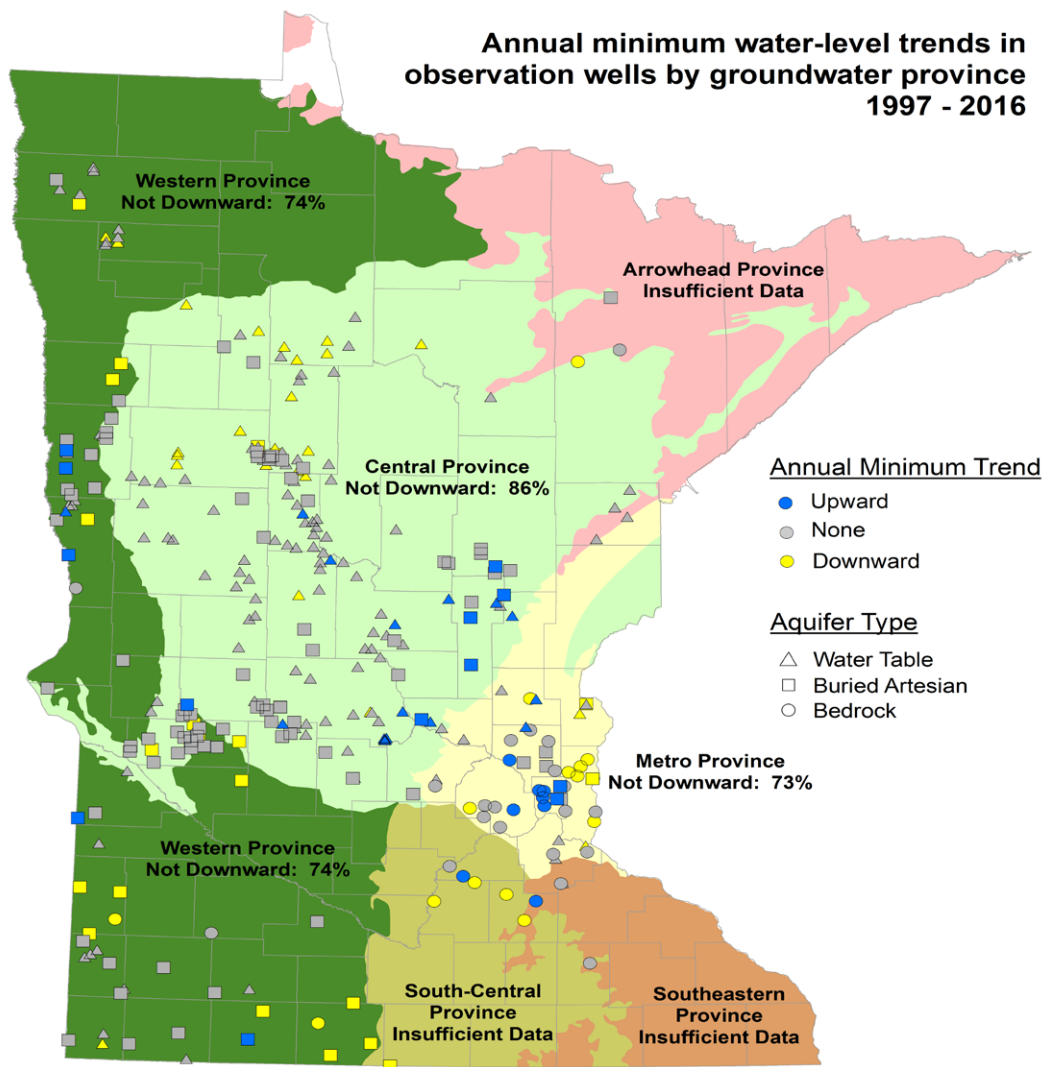 Annual minimum water-level trends in
observation wells by groundwater province
1997 - 2016
Western Province
Not Downward: 74%
Arrowhead Province
Insufficient Data
Central Province
Not Downward: 86%
Annual Minimum Trend
Upward
None
Downward
Aquifer Type
Water Table
Buried Artesian
Bedrock
Metro Province
Not Downward: 73%
Western Province
Not Downward: 74%
South-Central
Province
Insufficient Data
Southeastern
Province
Insufficient Data